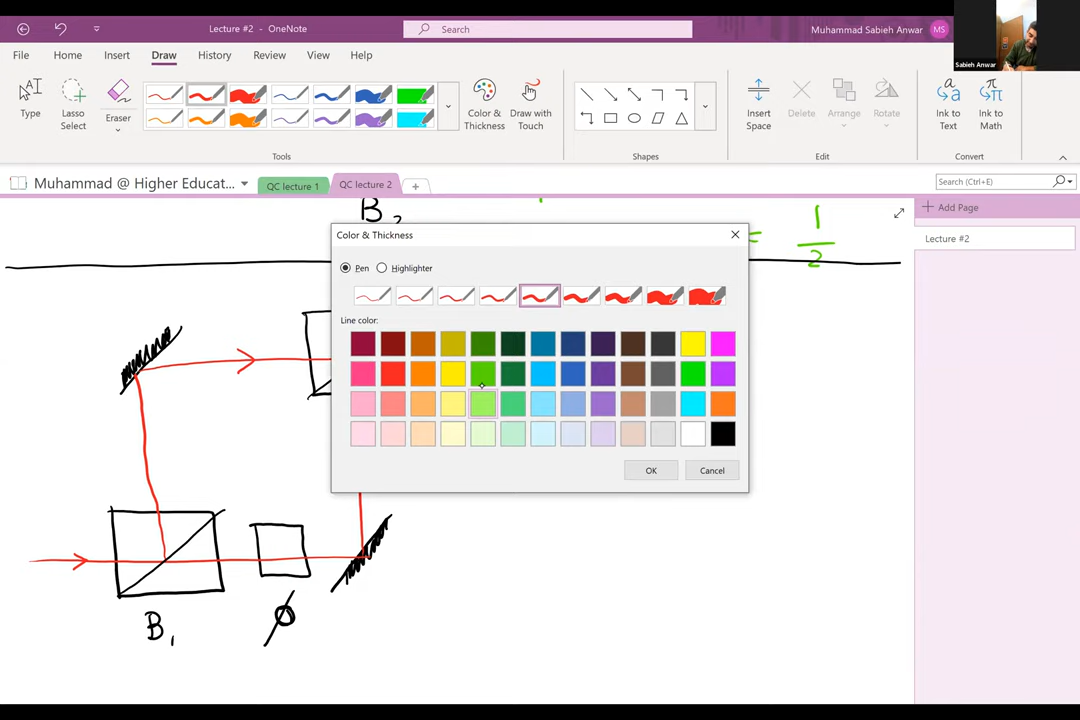 Lecture #2 - OneNote
Search
Muhammad Sabieh Anwar
MS
Sabieh Anwar
File Home Insert Draw History Review View Help
Type
Lasso Select
Eraser
Color & Thickness
Draw with Touch
Insert Space
Delete
Arrange
Rotate
Ink to Text
Ink to Math
Tools
Shapes
Edit
Convert
Muhammad @ Higher Educat...
QC lecture 1
QC lecture 2
Search (Ctrl+E)
Add Page
Lecture #2
B2
= 1/2
Color & Thickness
Pen
Highlighter
Line color:
OK
Cancel
B1
ϕ